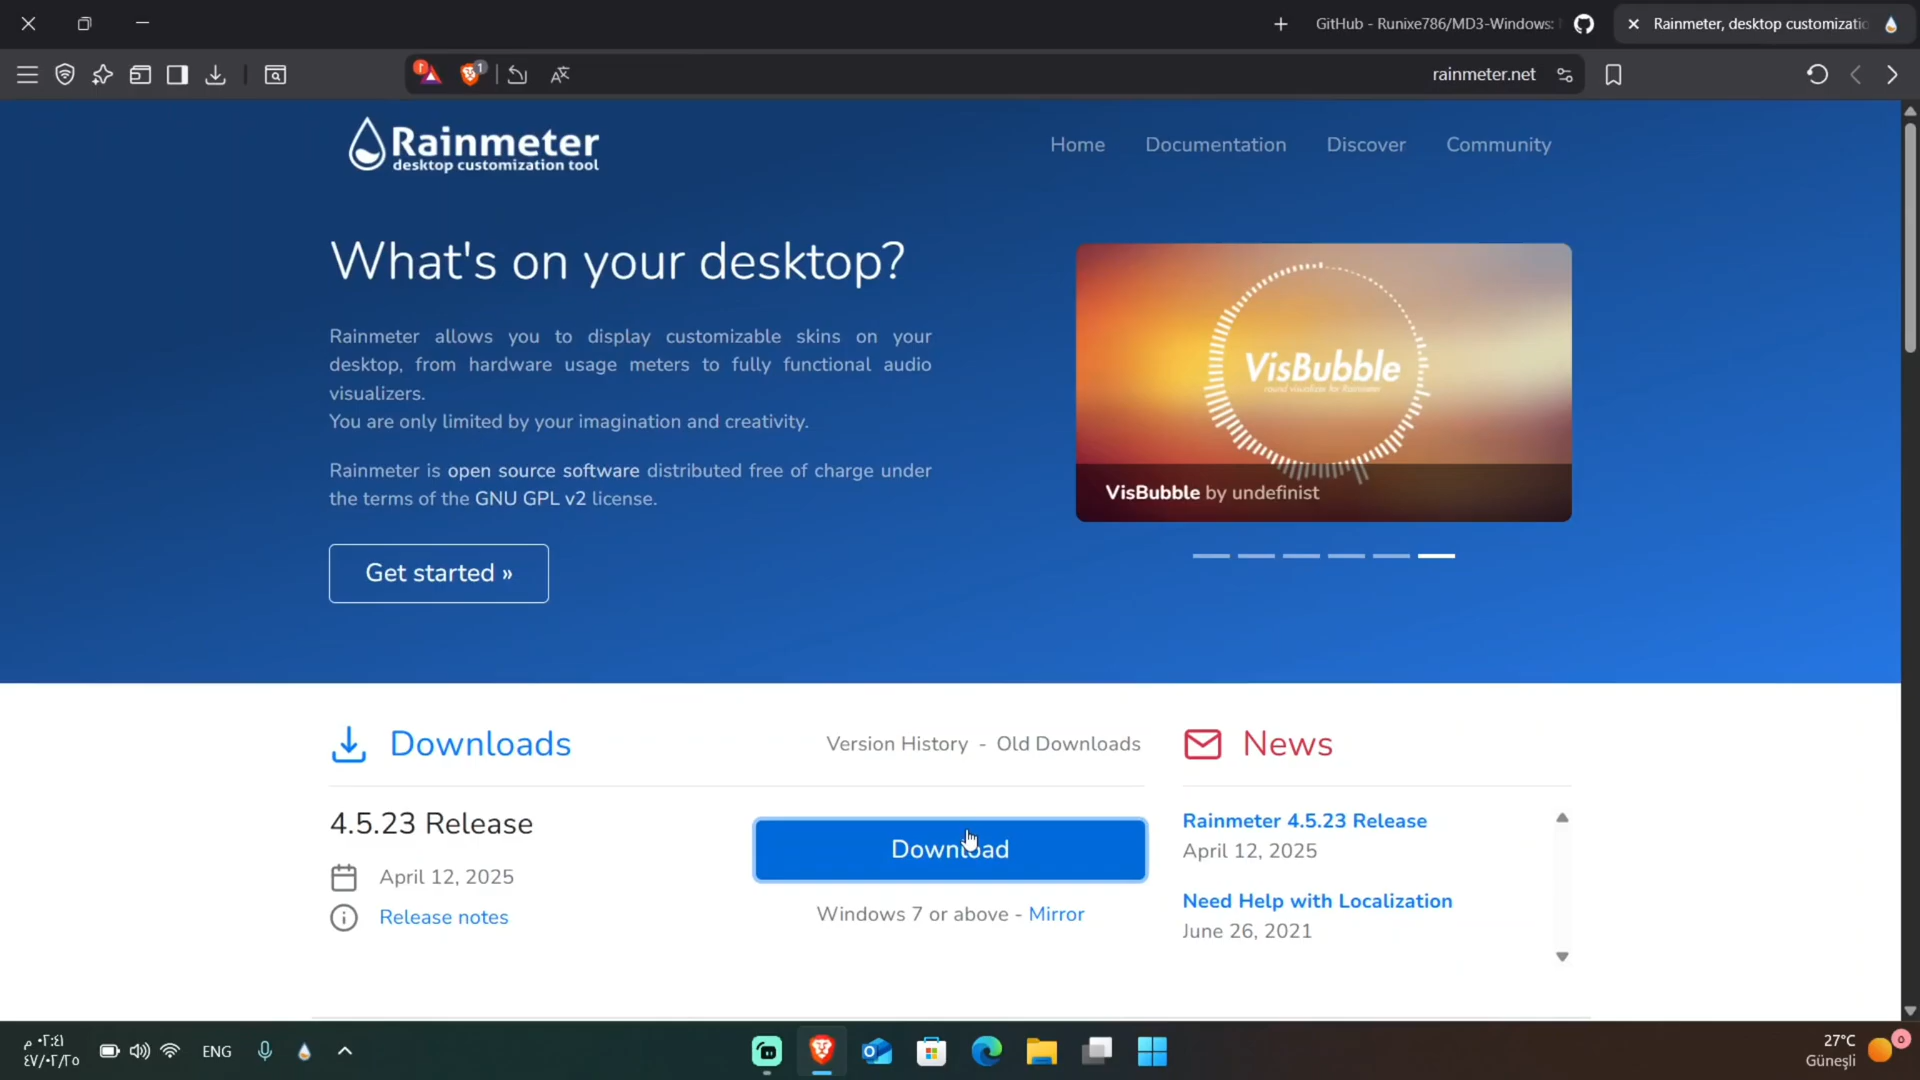 GitHub - Runixe786/MD3-Windows:
Rainmeter, desktop customizatio
1
rainmeter.net
Rainmeter
desktop customization tool
Home
Documentation
Discover
Community
What's on your desktop?
Rainmeter allows you to display customizable skins on your
desktop, from hardware usage meters to fully functional audio
visualizers.
You are only limited by your imagination and creativity.
Rainmeter is open source software distributed free of charge under
the terms of the GNU GPL v2 license.
Get started »
VisBubble
round visualizer for Rainmeter
VisBubble by undefinist
Downloads
Version History - Old Downloads
News
4.5.23 Release
April 12, 2025
Release notes
Download
Windows 7 or above - Mirror
Rainmeter 4.5.23 Release
April 12, 2025
Need Help with Localization
June 26, 2021
ENG
27°C
Güneşli